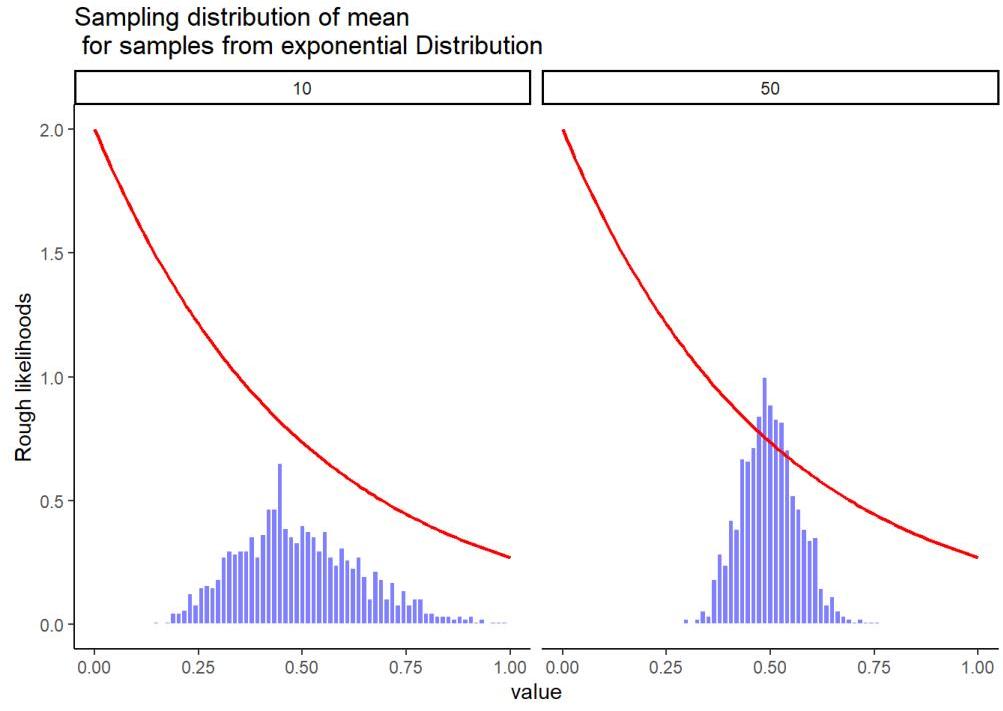 Sampling distribution of mean
for samples from exponential Distribution
10
50
2.0
1.5
1.0
0.5
0.0
Rough likelihoods
0.00 0.25 0.50 0.75 1.00
0.00 0.25 0.50 0.75 1.00
value